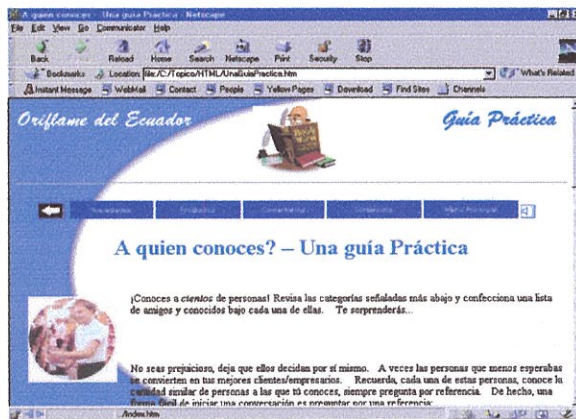 A quien conoces - Una guía Práctica - Netscape
File Edit View Go Communicator Help
Back Reload Home Search Netscape Print Security Stop
Bookmarks Location: file:/C:/Topico/HTML/UnaGuiaPractica.htm What's Related
Instant Message WebMail Contact People Yellow Pages Download Find Sites Channels
Oriflame del Ecuador Guía Práctica
A quien conoces? – Una guía Práctica
¡Conoces a cientos de personas! Revisa las categorías señaladas más abajo y confecciona una lista
de amigos y conocidos bajo cada una de ellas. Te sorprenderás...
No seas prejuicioso, deja que ellos decidan por sí mismo. A veces las personas que menos esperabas
se convierten en tus mejores clientes/empresarios. Recuerda, cada una de estas personas, conoce la
cantidad similar de personas a las que tú conoces, siempre pregunta por referencia. De hecho, una
forma fácil de iniciar una conversación es preguntar por una referencia
/Index.htm